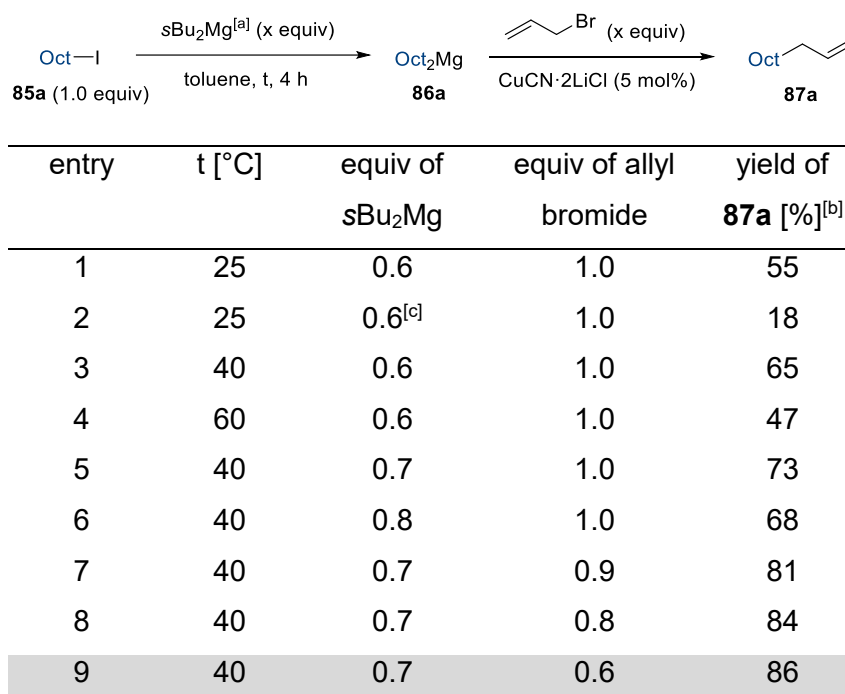 Oct—I
sBu₂Mg[a] (x equiv)
toluene, t, 4 h
85a (1.0 equiv)
Oct₂Mg
86a
Br (x equiv)
CuCN·2LiCl (5 mol%)
Oct
87a
entry t [°C] equiv of sBu₂Mg equiv of allyl bromide yield of 87a [%][b]
1 25 0.6 1.0 55
2 25 0.6[c] 1.0 18
3 40 0.6 1.0 65
4 60 0.6 1.0 47
5 40 0.7 1.0 73
6 40 0.8 1.0 68
7 40 0.7 0.9 81
8 40 0.7 0.8 84
9 40 0.7 0.6 86